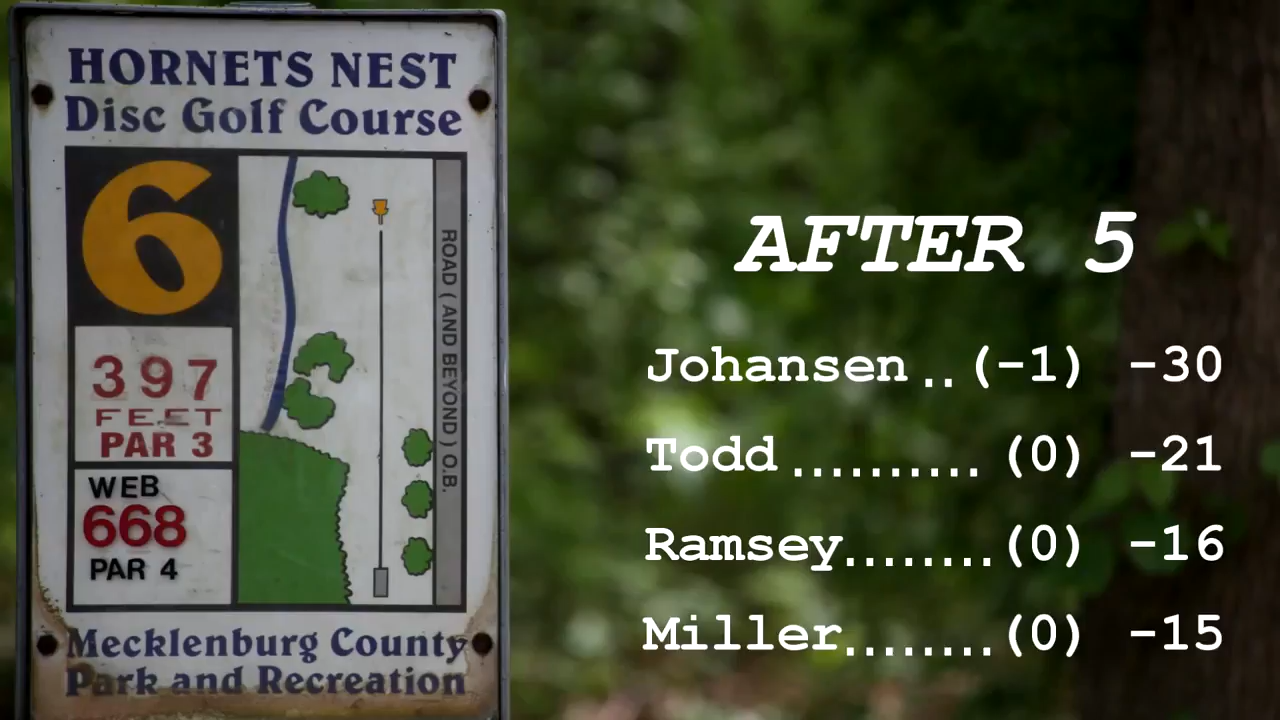 HORNETS NEST
Disc Golf Course
6
397
FEET
PAR 3
WEB
668
PAR 4
ROAD ( AND BEYOND ) O.B.
Mecklenburg County
Park and Recreation
AFTER 5
Johansen .. (-1) -30
Todd .......... (0) -21
Ramsey........(0) -16
Miller........(0) -15